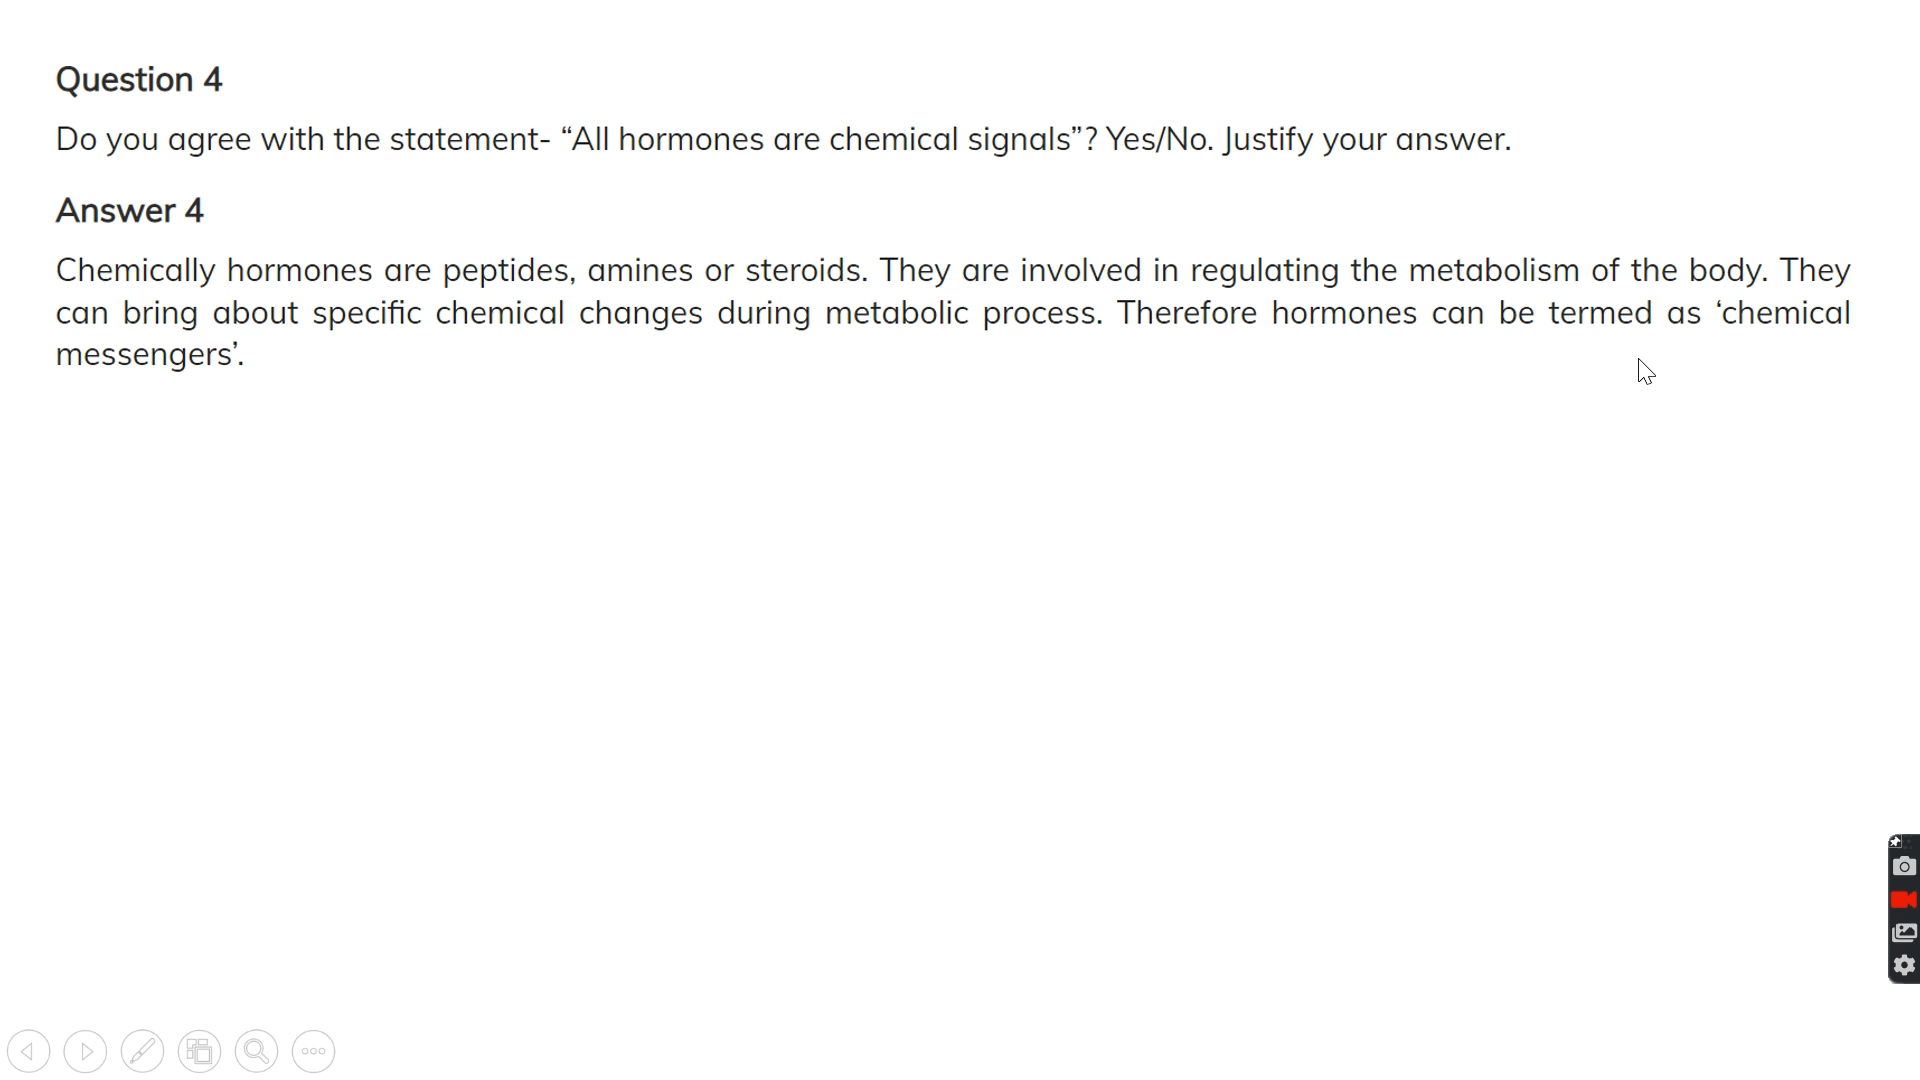 Question 4
Do you agree with the statement- “All hormones are chemical signals”? Yes/No. Justify your answer.
Answer 4
Chemically hormones are peptides, amines or steroids. They are involved in regulating the metabolism of the body. They
can bring about specific chemical changes during metabolic process. Therefore hormones can be termed as ‘chemical
messengers’.